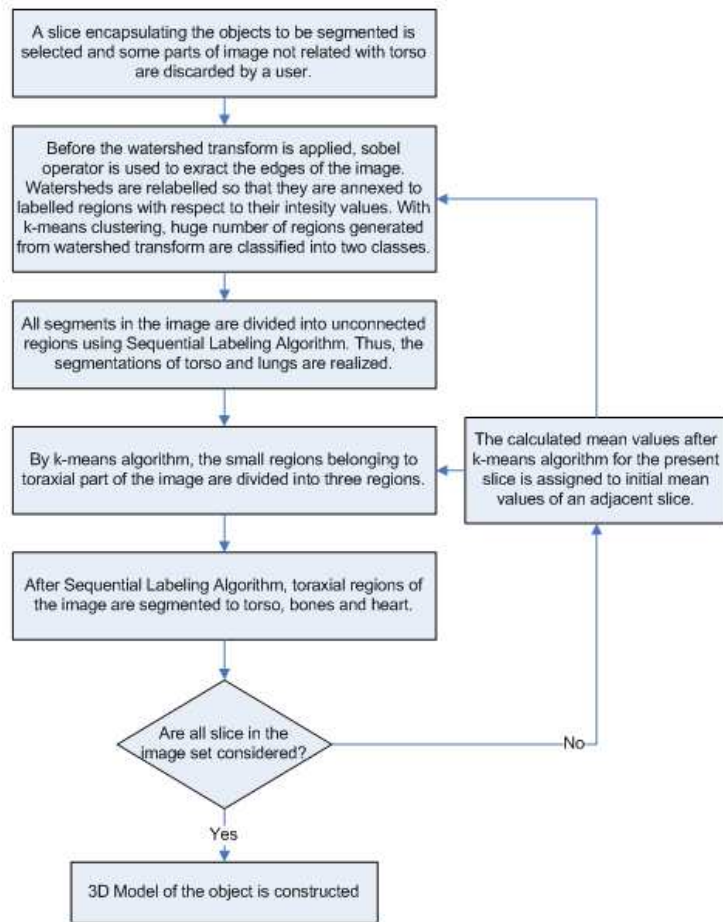 A slice encapsulating the objects to be segmented is
selected and some parts of image not related with torso
are discarded by a user.
Before the watershed transform is applied, sobel
operator is used to exract the edges of the image.
Watersheds are relabelled so that they are annexed to
labelled regions with respect to their intesity values. With
k-means clustering, huge number of regions generated
from watershed transform are classified into two classes.
All segments in the image are divided into unconnected
regions using Sequential Labeling Algorithm. Thus, the
segmentations of torso and lungs are realized.
By k-means algorithm, the small regions belonging to
toraxial part of the image are divided into three regions.
The calculated mean values after
k-means algorithm for the present
slice is assigned to initial mean
values of an adjacent slice.
After Sequential Labeling Algorithm, toraxial regions of
the image are segmented to torso, bones and heart.
Are all slice in the
image set considered?
No
Yes
3D Model of the object is constructed